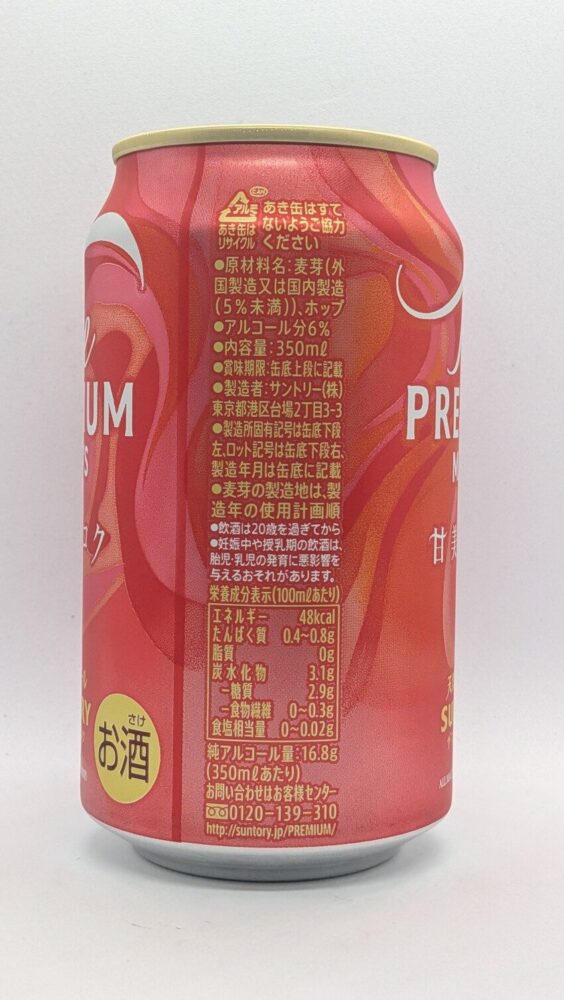 CAN
アルミ
あき缶は
リサイクル
あき缶はすて
ないようご協力
ください
●原材料名：麦芽(外
国製造又は国内製造
(5％未満))、ホップ
●アルコール分6％
●内容量：350mℓ
●賞味期限：缶底上段に記載
●製造者：サントリー(株)
東京都港区台場2丁目3-3
●製造所固有記号は缶底下段
左、ロット記号は缶底下段右、
製造年月は缶底に記載
●麦芽の製造地は、製
造年の使用計画順
●飲酒は20歳を過ぎてから
●妊娠中や授乳期の飲酒は、
胎児・乳児の発育に悪影響を
与えるおそれがあります。
栄養成分表示(100mℓあたり)
エネルギー 48kcal
たんぱく質 0.4~0.8g
脂質 0g
炭水化物 3.1g
－糖質 2.9g
－食物繊維 0~0.3g
食塩相当量 0~0.02g
純アルコール量：16.8g
(350mℓあたり)
お問い合わせはお客様センター
0120-139-310
http://suntory.jp/PREMIUM/
UM
S
コク
RY
さけ
お酒
PRE
M
甘美
天
SU